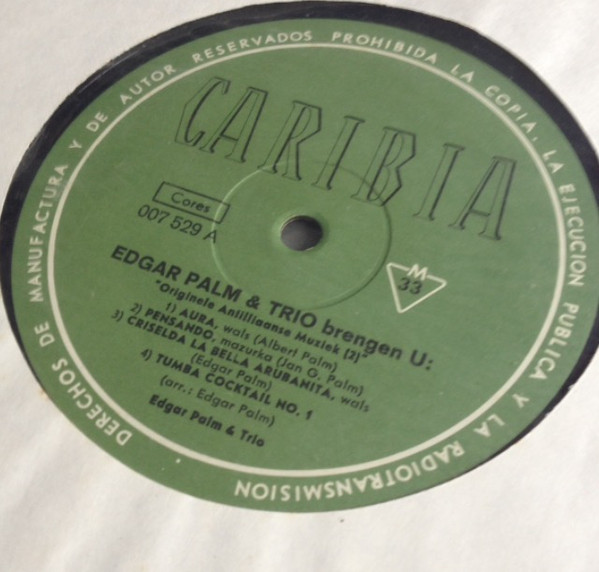 DERECHOS DE MANUFACTURA Y DE AUTOR RESERVADOS PROHIBIDA LA COPIA, LA EJECUCION PUBLICA Y LA RADIOTRANSMISION
CARIBIA
Cores
007 529 A
M
33
EDGAR PALM & TRIO brengen U:
"Originele Antilliaanse Muziek (2)"
1) AURA, wals (Albert Palm)
2) PENSANDO, mazurka (Jan G. Palm)
3) CRISELDA LA BELLA ARUBANITA, wals
(Edgar Palm)
4) TUMBA COCKTAIL NO. 1
(arr.: Edgar Palm)
Edgar Palm & Trio